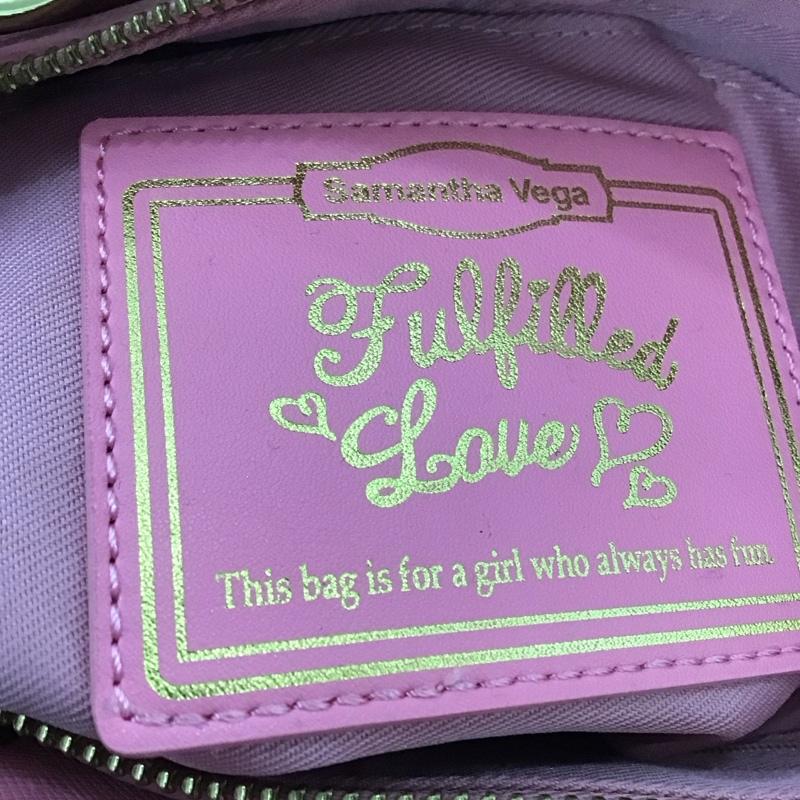 Samantha Vega
Fulfilled
Love
This bag is for a girl who always has fun.